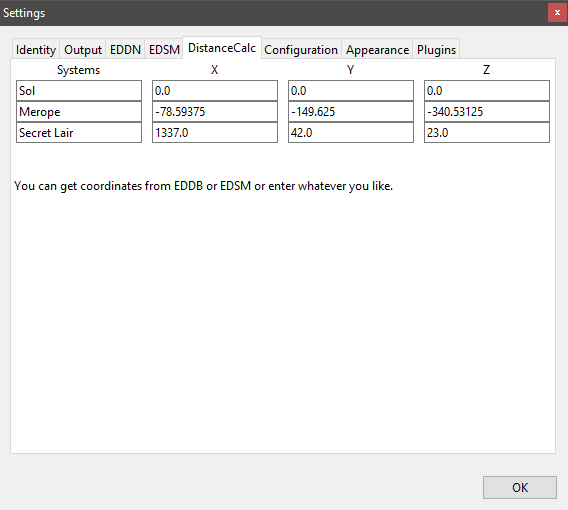 Settings
x
Identity Output EDDN EDSM DistanceCalc Configuration Appearance Plugins
Systems X Y Z
Sol 0.0 0.0 0.0
Merope -78.59375 -149.625 -340.53125
Secret Lair 1337.0 42.0 23.0
You can get coordinates from EDDB or EDSM or enter whatever you like.
OK